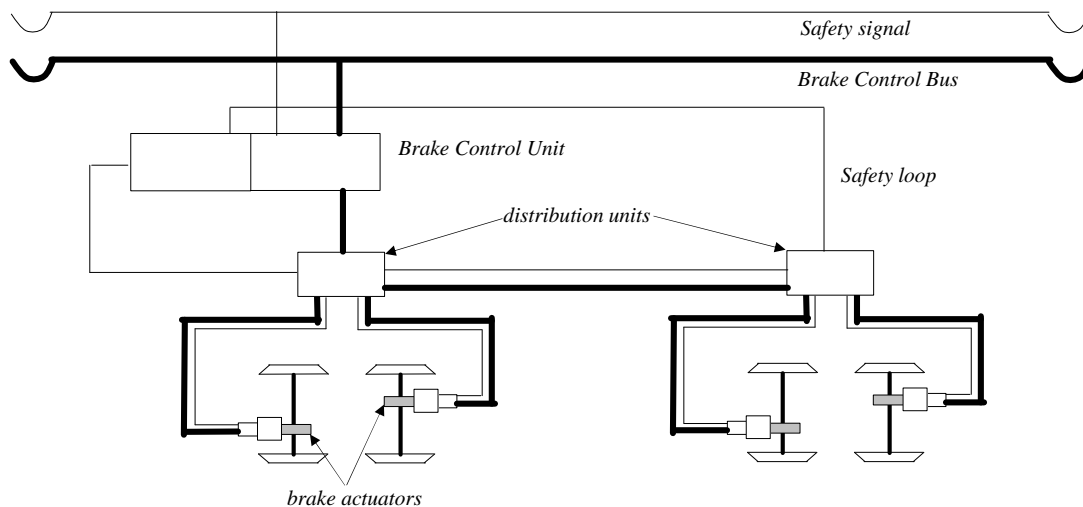 Safety signal
Brake Control Bus
Brake Control Unit
Safety loop
distribution units
brake actuators